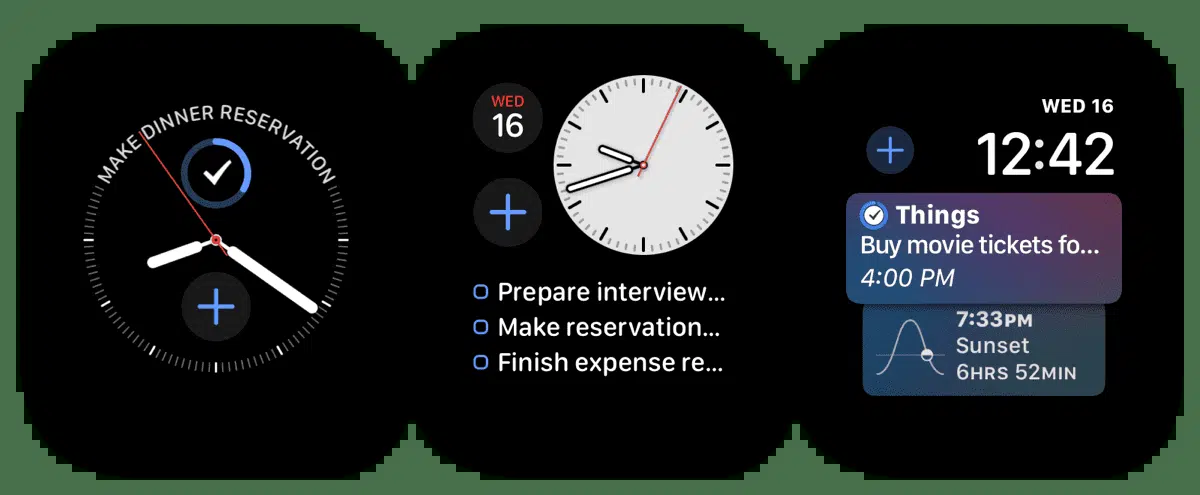 MAKE DINNER RESERVATION
WED
16
Prepare interview...
Make reservation...
Finish expense re...
WED 16
12:42
Things
Buy movie tickets fo...
4:00 PM
7:33PM
Sunset
6HRS 52MIN